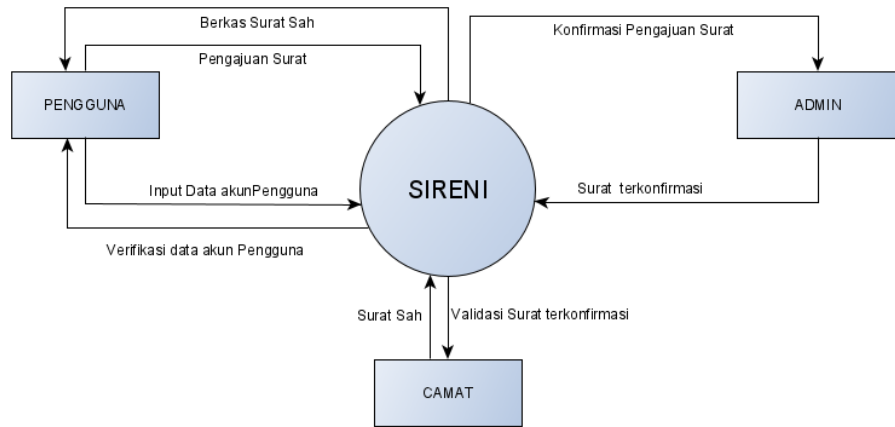 Berkas Surat Sah
Konfirmasi Pengajuan Surat
Pengajuan Surat
PENGGUNA
ADMIN
SIRENI
Input Data akunPengguna
Surat terkonfirmasi
Verifikasi data akun Pengguna
Surat Sah
Validasi Surat terkonfirmasi
CAMAT